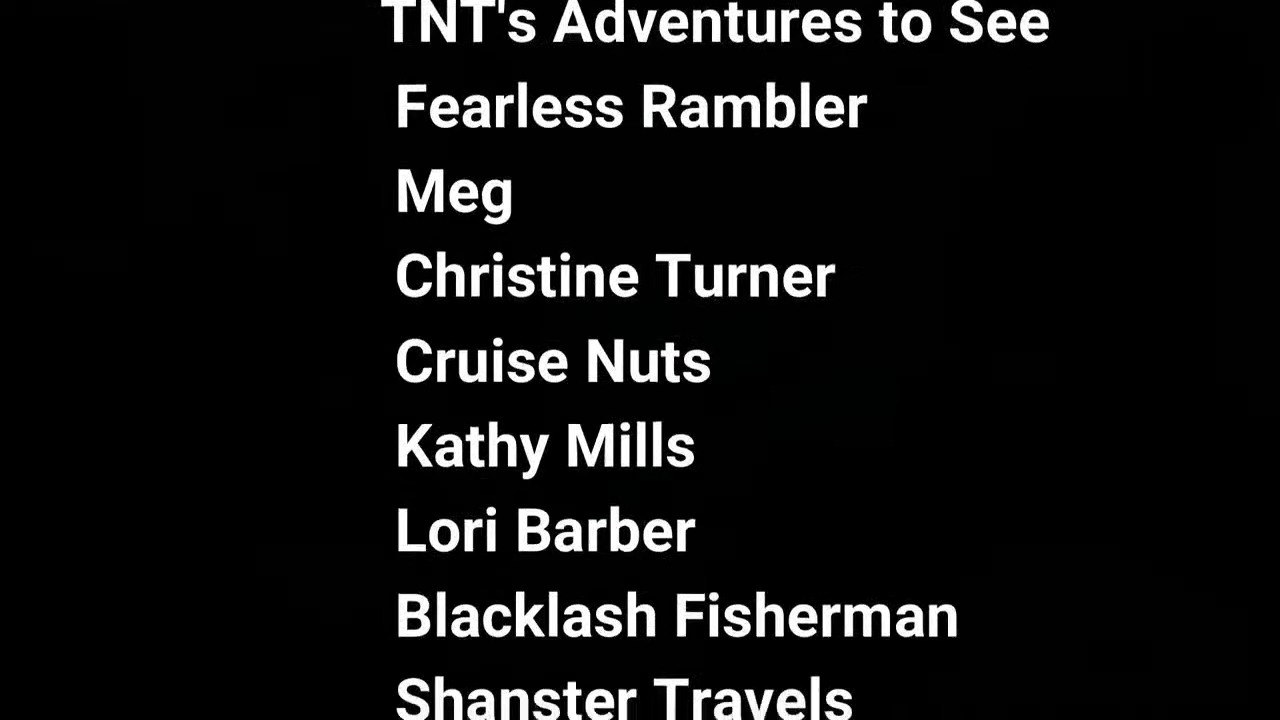 TNT's Adventures to See
Fearless Rambler
Meg
Christine Turner
Cruise Nuts
Kathy Mills
Lori Barber
Blacklash Fisherman
Shanster Travels